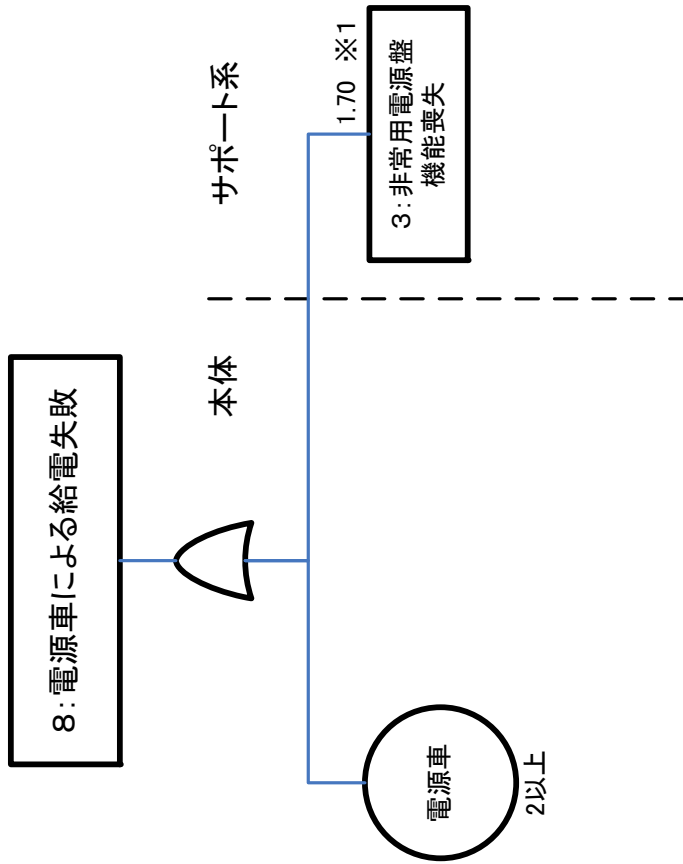 8:電源車による給電失敗
本体
サポート系
電源車
2以上
1.70 ※1
3:非常用電源盤
機能喪失